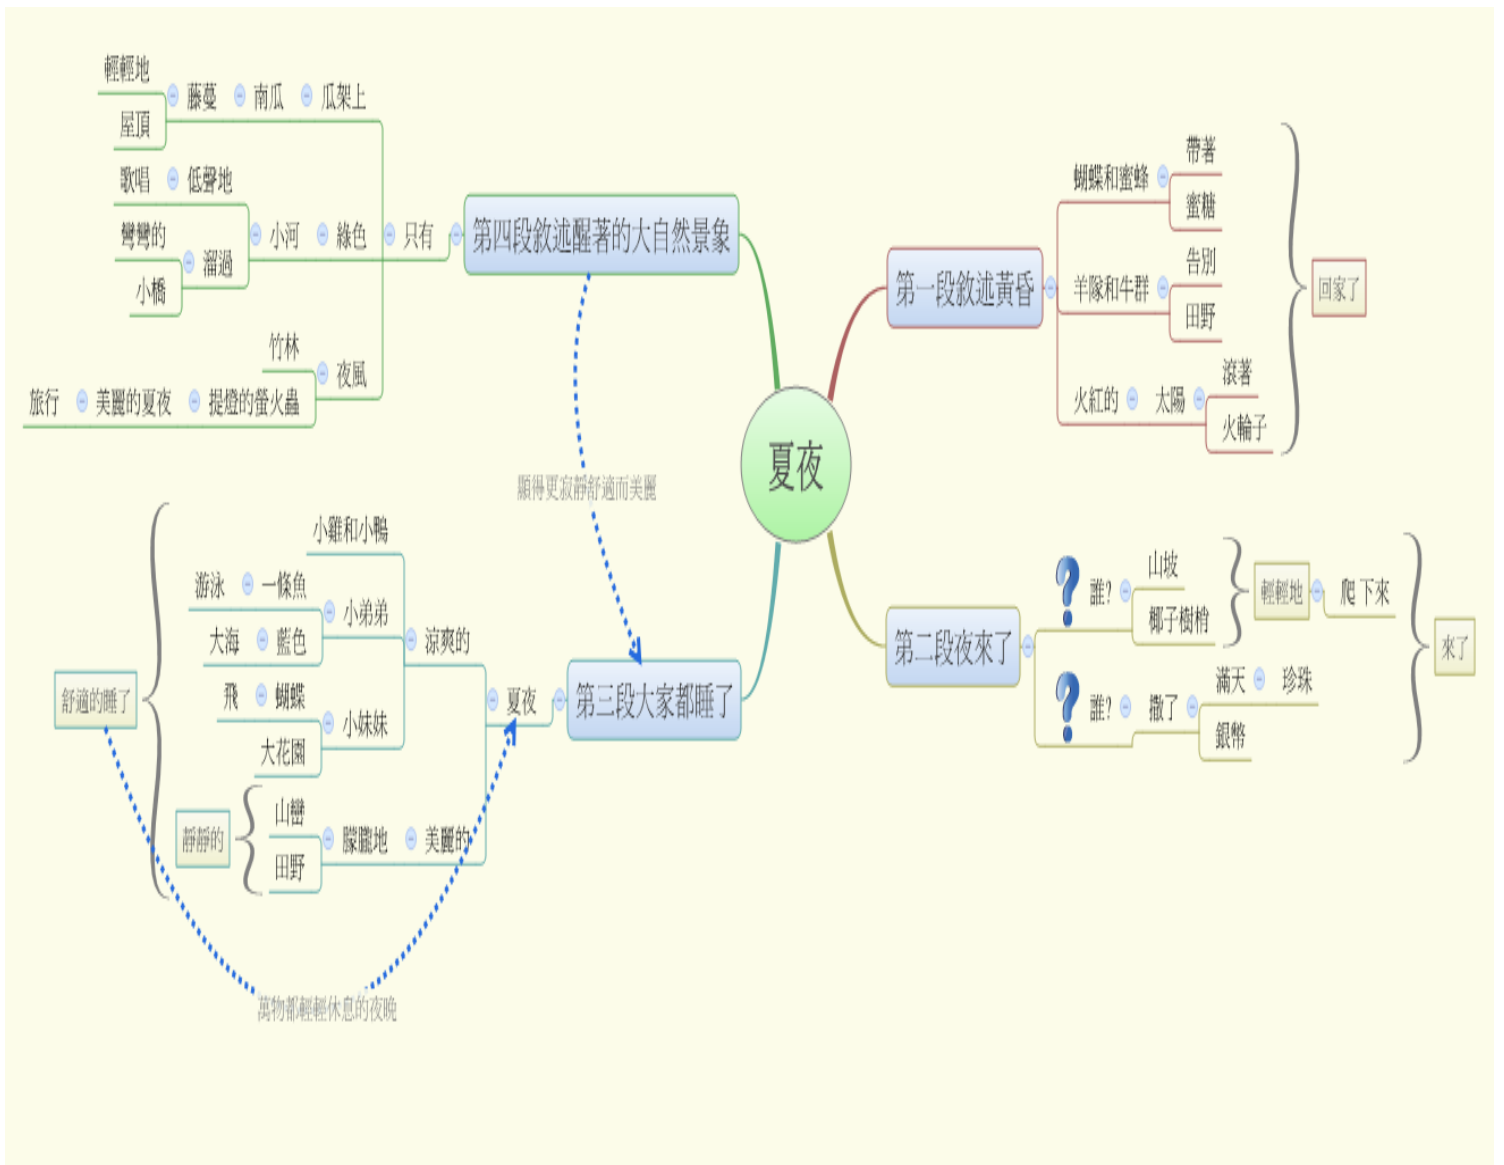 夏夜
第一段敘述黃昏
蝴蝶和蜜蜂
帶著
蜜糖
羊隊和牛群
告別
田野
火紅的
太陽
滾著
火輪子
回家了
第二段夜來了
誰?
山坡
椰子樹梢
輕輕地
爬 下來
誰?
撒了
滿天
珍珠
銀幣
來了
第三段大家都睡了
夏夜
涼爽的
小雞和小鴨
小弟弟
一條魚
游泳
藍色
大海
小妹妹
蝴蝶
飛
大花園
美麗的
朦朧地
山巒
田野
靜靜的
舒適的睡了
萬物都輕輕休息的夜晚
第四段敘述醒著的大自然景象
只有
瓜架上
南瓜
藤蔓
輕輕地
屋頂
綠色
小河
低聲地
歌唱
溜過
彎彎的
小橋
夜風
竹林
提燈的螢火蟲
美麗的夏夜
旅行
顯得更寂靜舒適而美麗